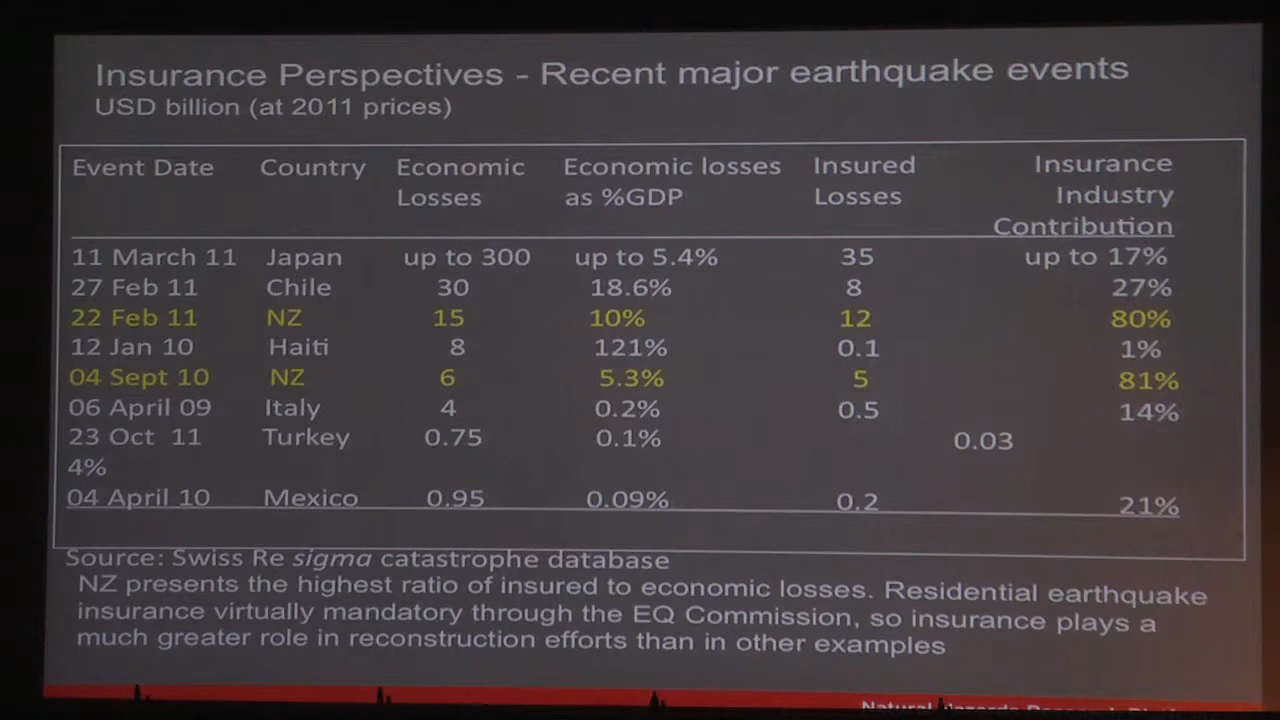 Insurance Perspectives - Recent major earthquake events
USD billion (at 2011 prices)
Event Date Country Economic Losses Economic losses as %GDP Insured Losses Insurance Industry Contribution
11 March 11 Japan up to 300 up to 5.4% 35 up to 17%
27 Feb 11 Chile 30 18.6% 8 27%
22 Feb 11 NZ 15 10% 12 80%
12 Jan 10 Haiti 8 121% 0.1 1%
04 Sept 10 NZ 6 5.3% 5 81%
06 April 09 Italy 4 0.2% 0.5 14%
23 Oct 11 Turkey 0.75 0.1% 0.03
4%
04 April 10 Mexico 0.95 0.09% 0.2 21%
Source: Swiss Re sigma catastrophe database
NZ presents the highest ratio of insured to economic losses. Residential earthquake
insurance virtually mandatory through the EQ Commission, so insurance plays a
much greater role in reconstruction efforts than in other examples
Natural Hazards